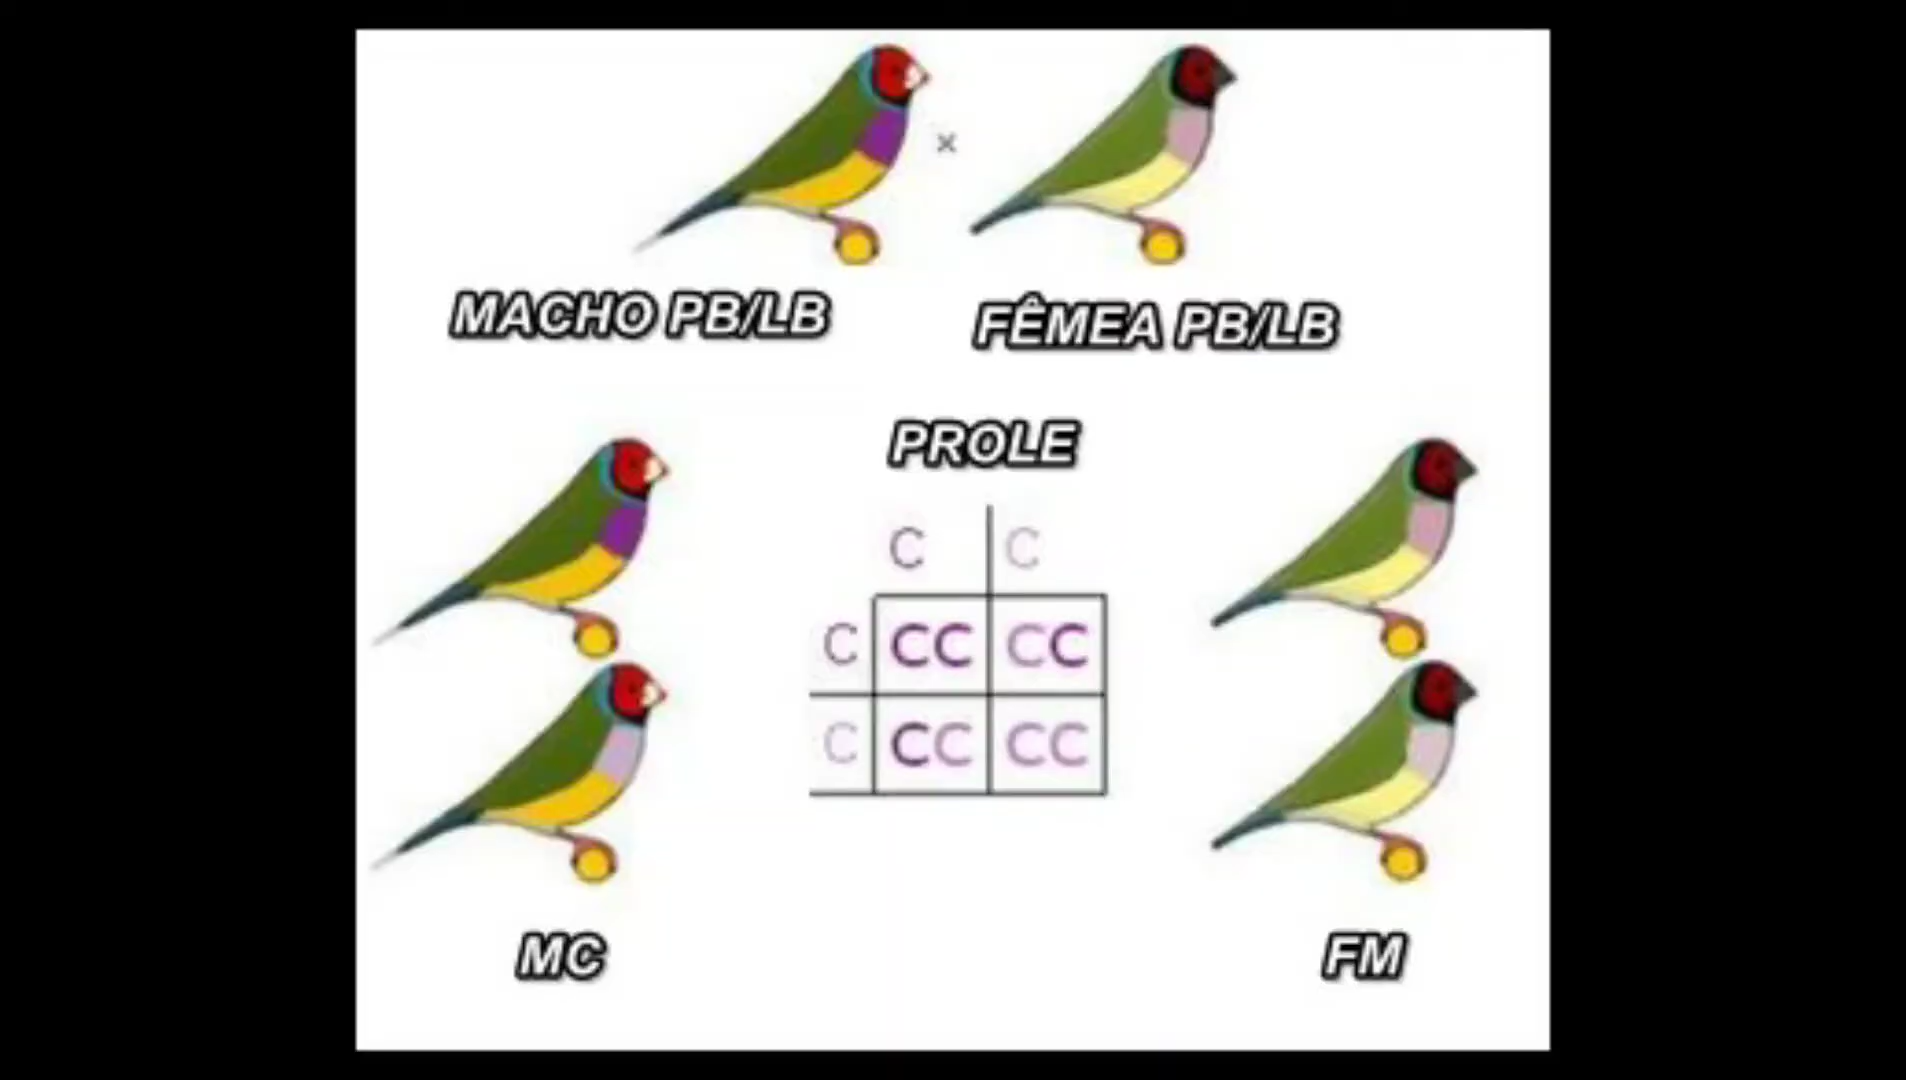 ×
MACHO PB/LB
FÊMEA PB/LB
PROLE
C C
C CC CC
C CC CC
MC
FM